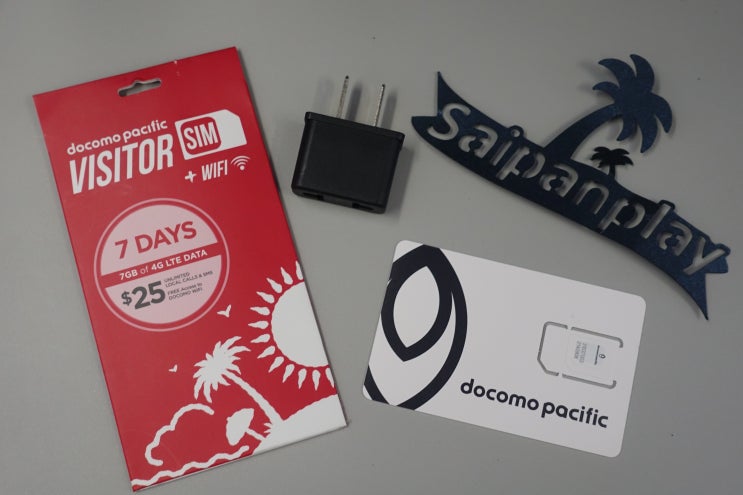 docomo pacific
VISITOR SIM
+ WIFI
7 DAYS
7GB of 4G LTE DATA
$25
UNLIMITED
LOCAL CALLS & SMS
FREE Access to
DOCOMO WIFI
saipanplay
docomo pacific